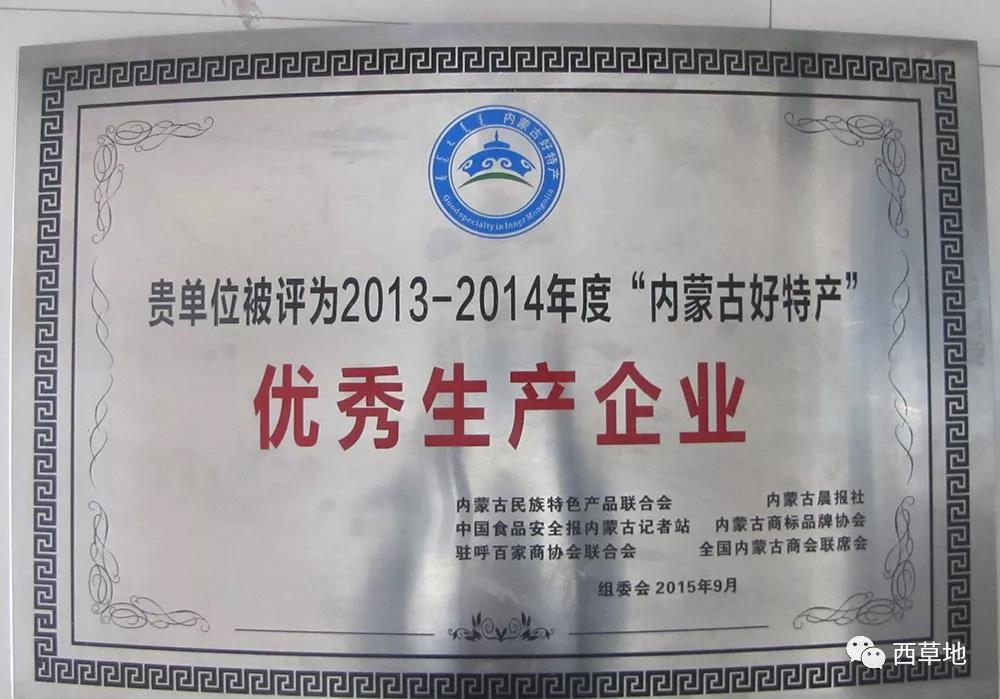 内蒙古好特产
Good specialty in Inner Mongolia
贵单位被评为2013-2014年度“内蒙古好特产”
优秀生产企业
内蒙古民族特色产品联合会 内蒙古晨报社
中国食品安全报内蒙古记者站 内蒙古商标品牌协会
驻呼百家商协会联合会 全国内蒙古商会联席会
组委会 2015年9月
西草地